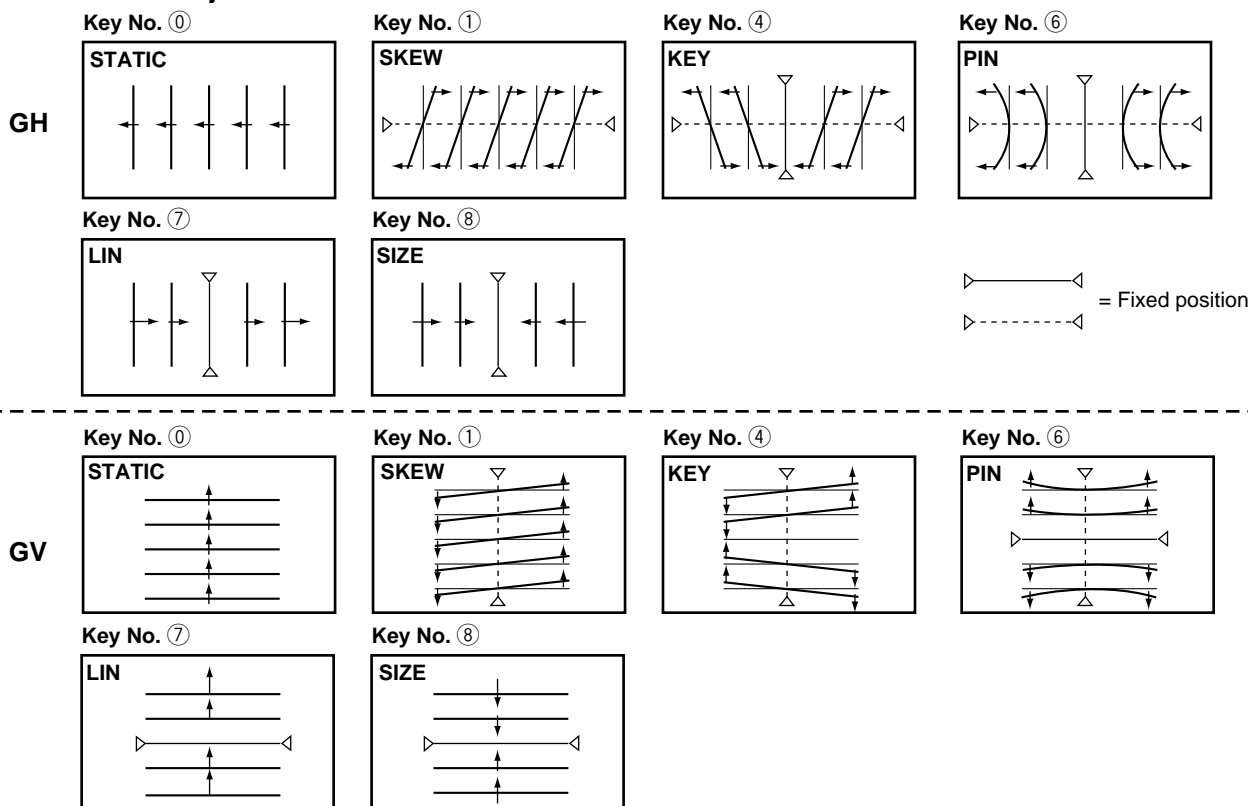 Key No. ⓪ Key No. ① Key No. ④ Key No. ⑥
GH
STATIC SKEW KEY PIN
Key No. ⑦ Key No. ⑧
LIN SIZE
= Fixed position
Key No. ⓪ Key No. ① Key No. ④ Key No. ⑥
GV
STATIC SKEW KEY PIN
Key No. ⑦ Key No. ⑧
LIN SIZE